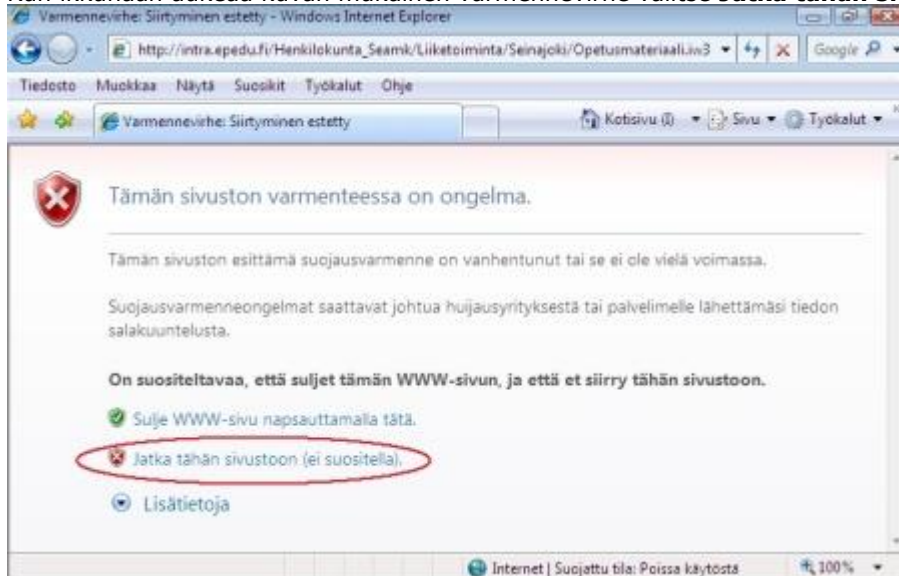 Varmennevirhe: Siirtyminen estetty - Windows Internet Explorer
http://intra.epedu.fi/Henkilokunta_Seamk/Liiketoiminta/Seinajoki/Opetusmateriaali.iw3
Google
Tiedosto Muokkaa Näytä Suosikit Työkalut Ohje
Varmennevirhe: Siirtyminen estetty
Kotisivu (I) Sivu Työkalut
Tämän sivuston varmenteessa on ongelma.
Tämän sivuston esittämä suojausvarmenne on vanhentunut tai se ei ole vielä voimassa.
Suojausvarmenneongelmat saattavat johtua huijausyrityksestä tai palvelimelle lähettämäsi tiedon
salakuuntelusta.
On suositeltavaa, että suljet tämän WWW-sivun, ja että et siirry tähän sivustoon.
Sulje WWW-sivu napsauttamalla tätä.
Jatka tähän sivustoon (ei suositella).
Lisätietoja
Internet | Suojattu tila: Poissa käytöstä
100%